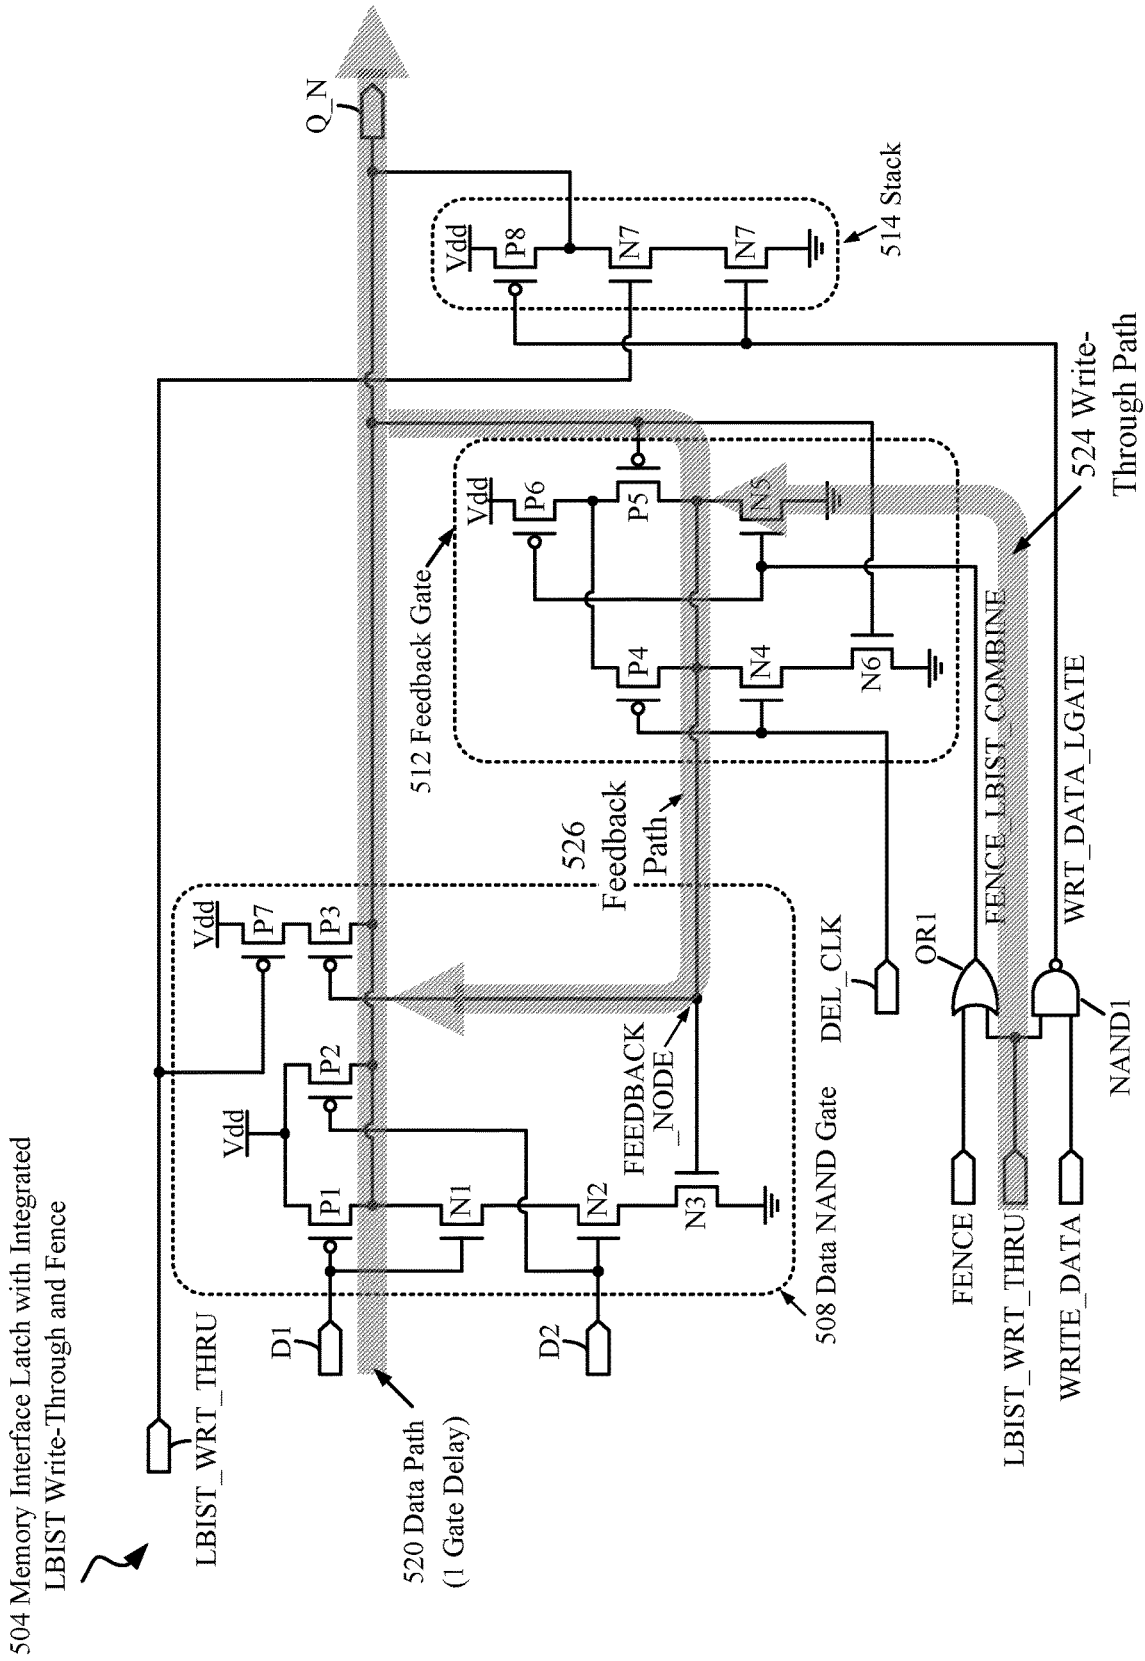 504 Memory Interface Latch with Integrated
LBIST Write-Through and Fence
LBIST_WRT_THRU
D1
D2
520 Data Path
(1 Gate Delay)
508 Data NAND Gate
Vdd
P1
P2
N1
N2
N3
Vdd
P7
P3
FEEDBACK
_NODE
526
Feedback
Path
512 Feedback Gate
Vdd
P6
P4
P5
N4
N5
N6
Q_N
Vdd
P8
N7
N7
514 Stack
524 Write-
Through Path
DEL_CLK
OR1
FENCE_LBIST_COMBINE
WRT_DATA_LGATE
NAND1
FENCE
LBIST_WRT_THRU
WRITE_DATA